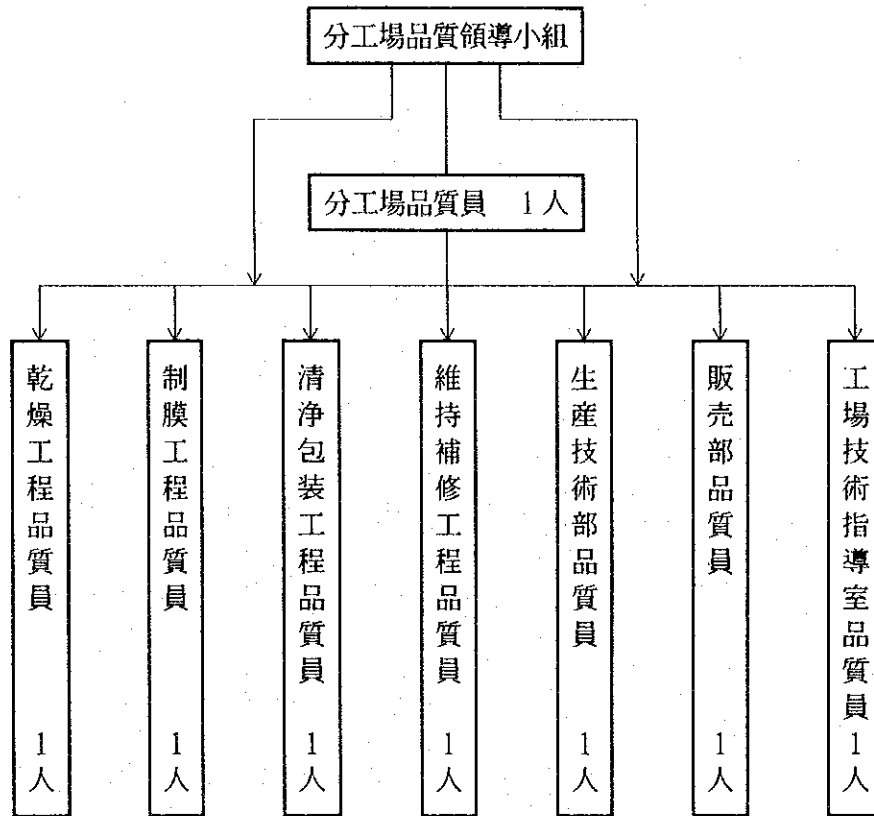 分工場品質領導小組
分工場品質員　1人
乾燥工程品質員　1人
制膜工程品質員　1人
清浄包装工程品質員　1人
維持補修工程品質員　1人
生産技術部品質員　1人
販売部品質員　1人
工場技術指導室品質員　1人